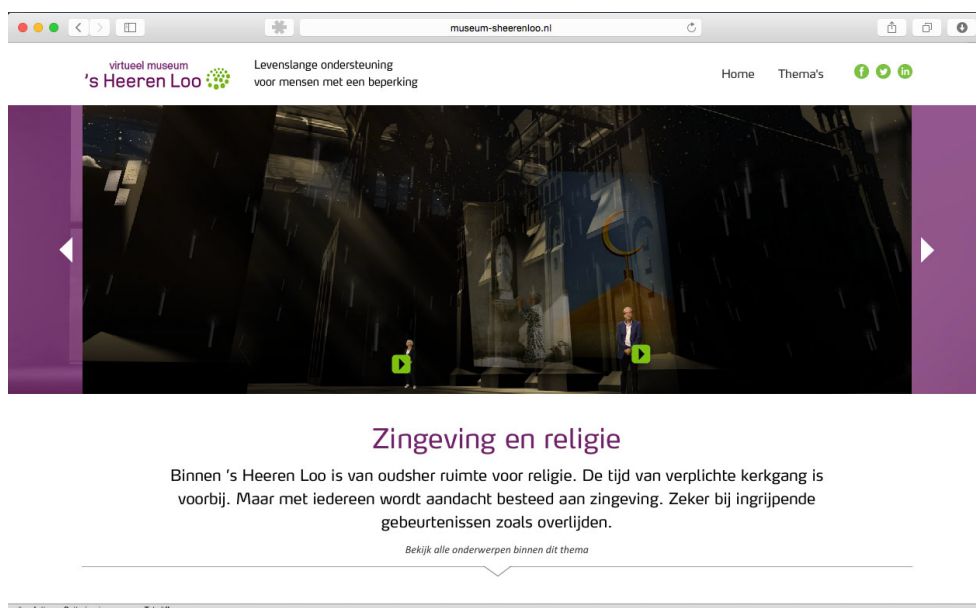 museum-sheerenloo.nl
virtueel museum
's Heeren Loo
Levenslange ondersteuning
voor mensen met een beperking
Home Thema's
Zingeving en religie
Binnen 's Heeren Loo is van oudsher ruimte voor religie. De tijd van verplichte kerkgang is
voorbij. Maar met iedereen wordt aandacht besteed aan zingeving. Zeker bij ingrijpende
gebeurtenissen zoals overlijden.
Bekijk alle onderwerpen binnen dit thema